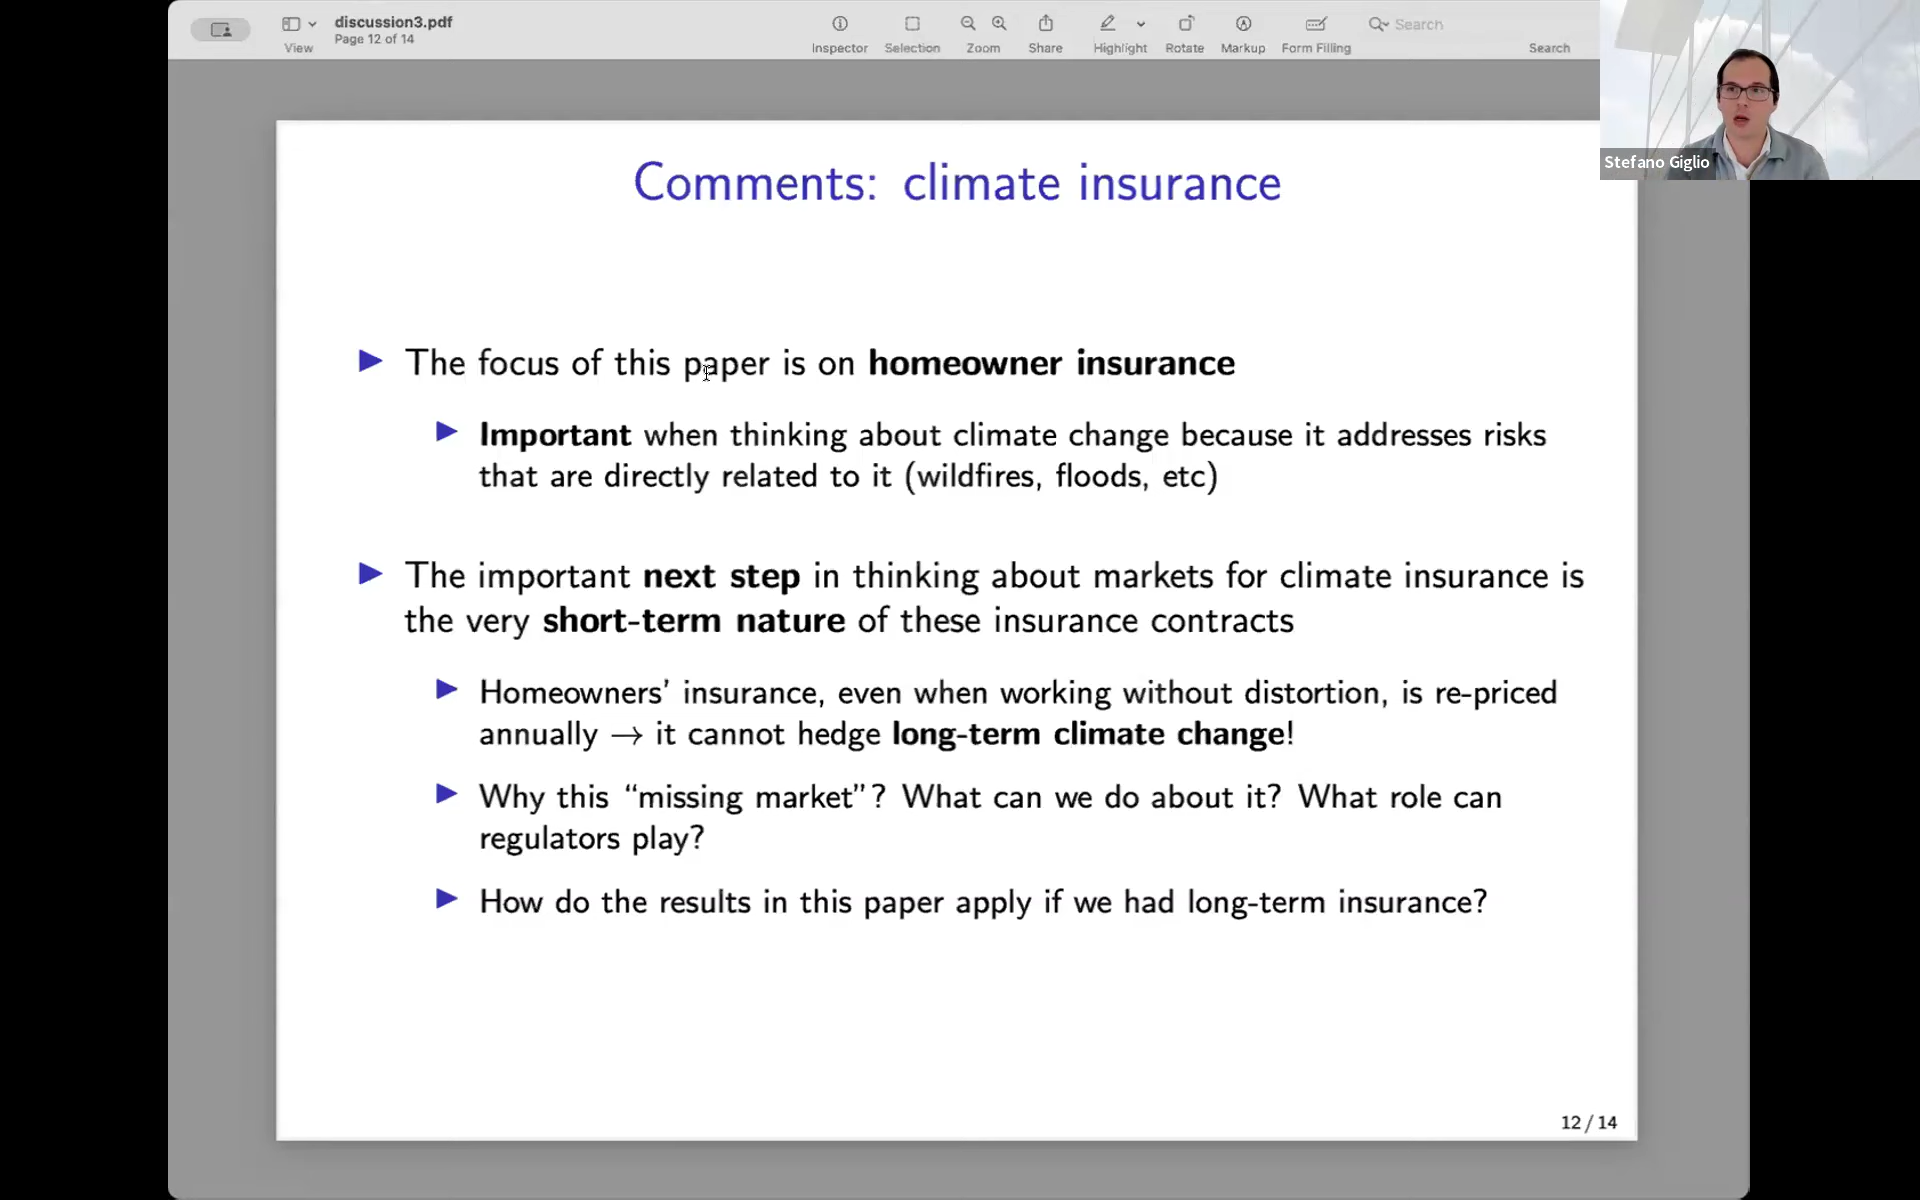 discussion3.pdf
Page 12 of 14
View
Inspector
Selection
Zoom
Share
Highlight
Rotate
Markup
Form Filling
Search
Search
Stefano Giglio
Comments: climate insurance
The focus of this paper is on homeowner insurance
Important when thinking about climate change because it addresses risks
that are directly related to it (wildfires, floods, etc)
The important next step in thinking about markets for climate insurance is
the very short-term nature of these insurance contracts
Homeowners’ insurance, even when working without distortion, is re-priced
annually → it cannot hedge long-term climate change!
Why this “missing market”? What can we do about it? What role can
regulators play?
How do the results in this paper apply if we had long-term insurance?
12 / 14